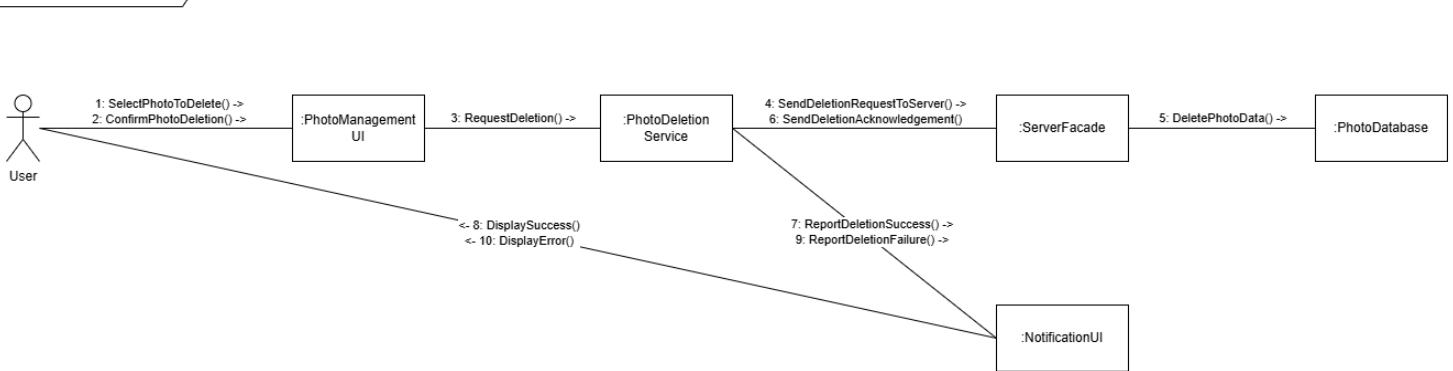 1: SelectPhotoToDelete() ->
2: ConfirmPhotoDeletion() ->
User
:PhotoManagement
UI
3: RequestDeletion() ->
:PhotoDeletion
Service
4: SendDeletionRequestToServer() ->
6: SendDeletionAcknowledgement()
:ServerFacade
5: DeletePhotoData() ->
:PhotoDatabase
<- 8: DisplaySuccess()
<- 10: DisplayError()
7: ReportDeletionSuccess() ->
9: ReportDeletionFailure() ->
:NotificationUI